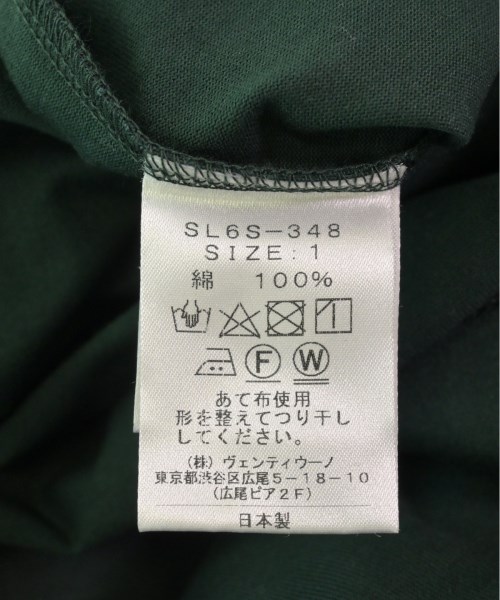 SL6S-348
SIZE:1
綿 100%
F W
あて布使用
形を整えてつり干し
してください。
(株) ヴェンティウーノ
東京都渋谷区広尾5-18-10
(広尾ピア2F)
日本製